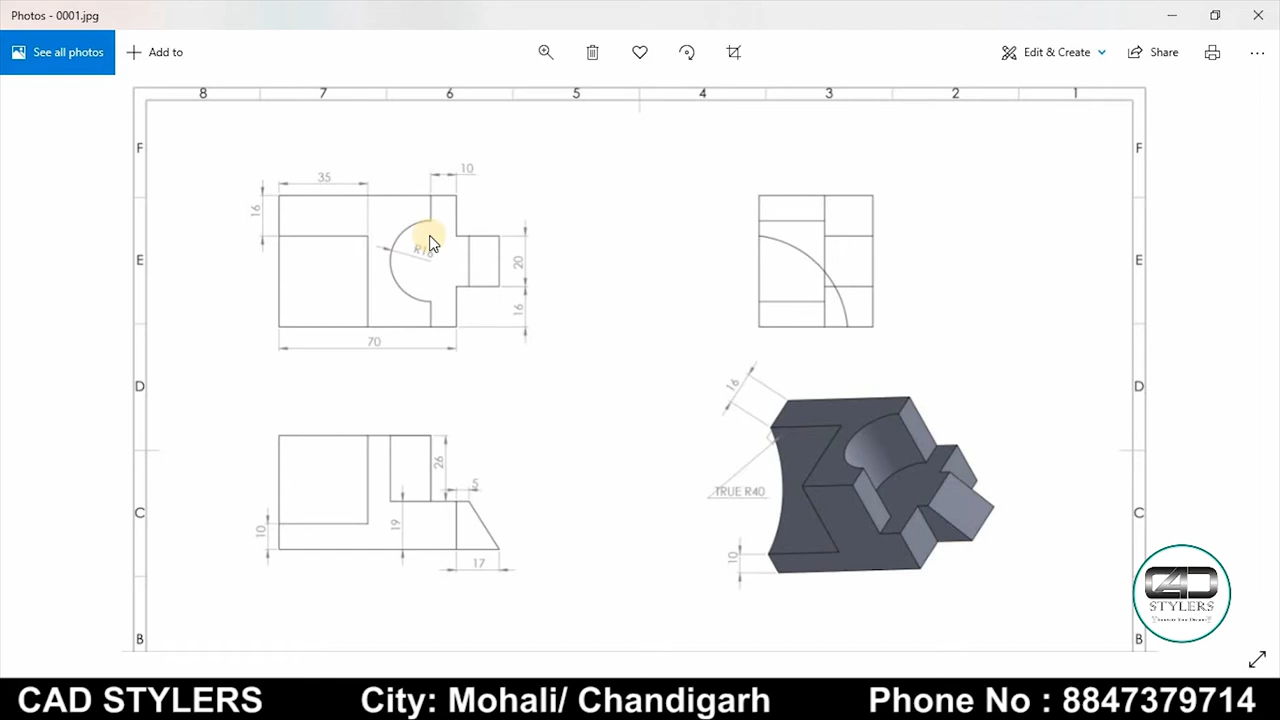 Photos - 0001.jpg
See all photos
Add to
Edit & Create
Share
8 7 6 5 4 3 2 1
F F
10
35
16
R16
E E
20
16
70
D D
16
26
5
TRUE R40
C C
10
19
10
17
CAD
STYLERS
B B
CAD STYLERS City: Mohali/ Chandigarh Phone No : 8847379714